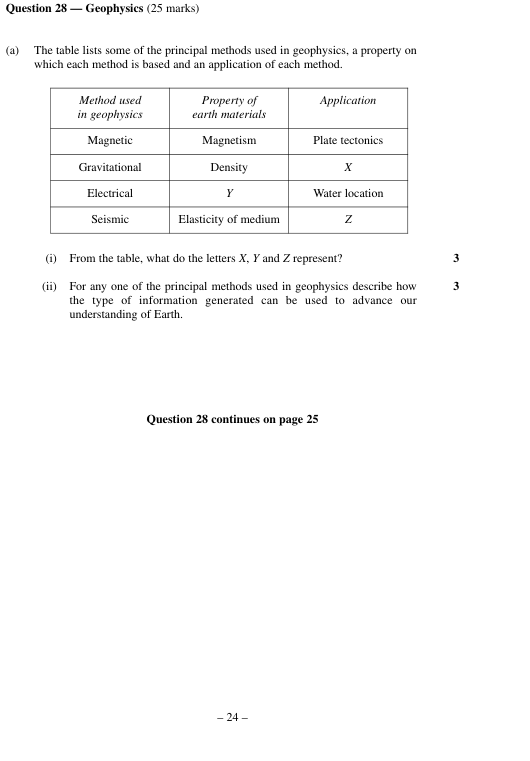 Question 28 — Geophysics (25 marks)
(a) The table lists some of the principal methods used in geophysics, a property on
which each method is based and an application of each method.
Method used in geophysics | Property of earth materials | Application
Magnetic | Magnetism | Plate tectonics
Gravitational | Density | X
Electrical | Y | Water location
Seismic | Elasticity of medium | Z
(i) From the table, what do the letters X, Y and Z represent? 3
(ii) For any one of the principal methods used in geophysics describe how 3
the type of information generated can be used to advance our
understanding of Earth.
Question 28 continues on page 25
– 24 –